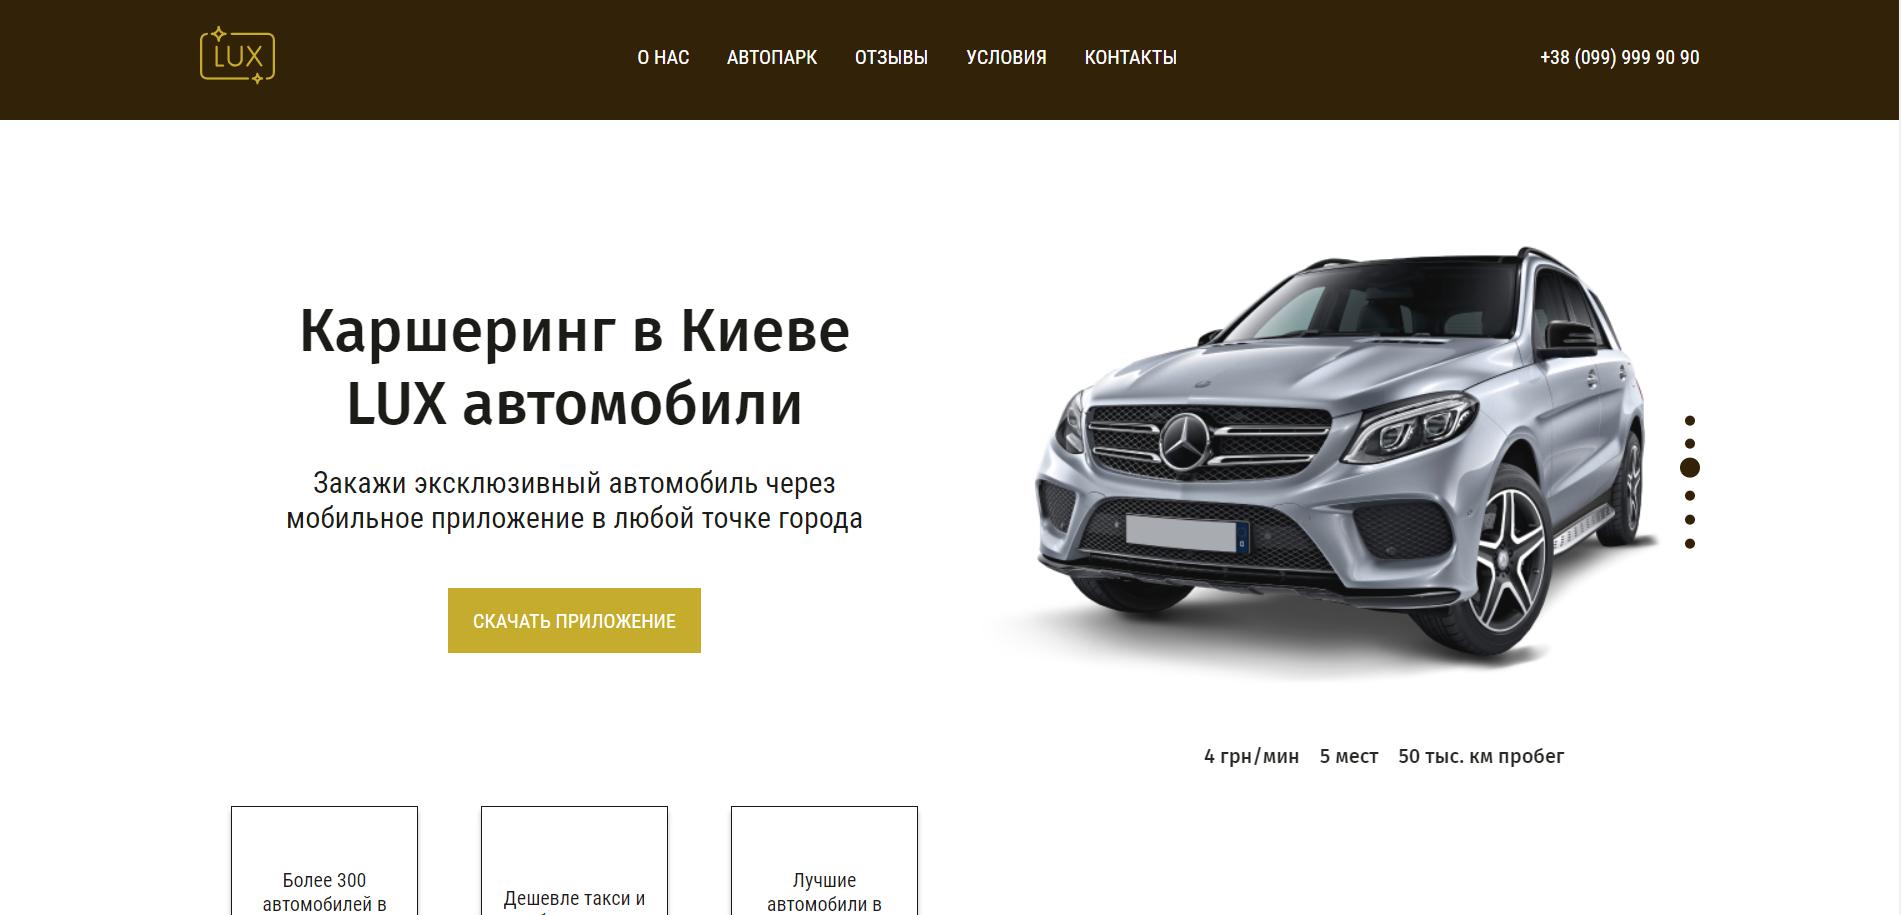 LUX
О НАС
АВТОПАРК
ОТЗЫВЫ
УСЛОВИЯ
КОНТАКТЫ
+38 (099) 999 90 90
Каршеринг в Киеве
LUX автомобили
Закажи эксклюзивный автомобиль через
мобильное приложение в любой точке города
СКАЧАТЬ ПРИЛОЖЕНИЕ
4 грн/мин
5 мест
50 тыс. км пробег
Более 300
автомобилей в
Дешевле такси и
Лучшие
автомобили в